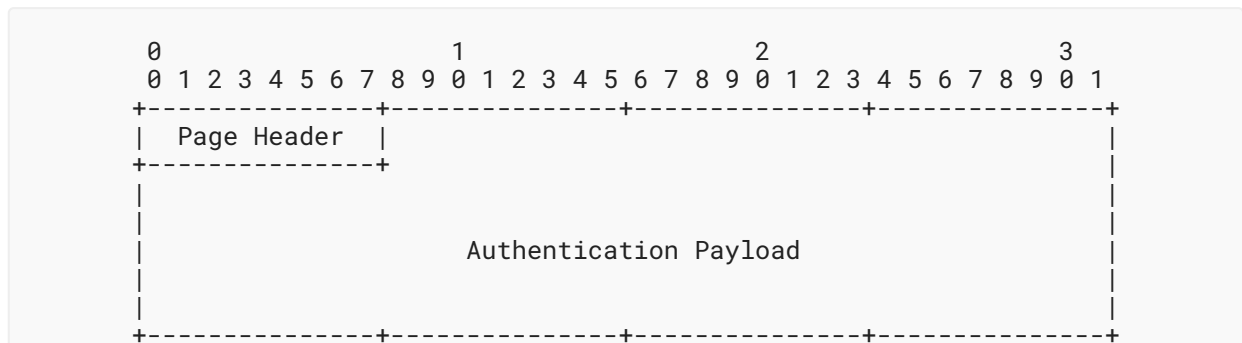 0                   1                   2                   3
0 1 2 3 4 5 6 7 8 9 0 1 2 3 4 5 6 7 8 9 0 1 2 3 4 5 6 7 8 9 0 1
+---------------+---------------+---------------+---------------+
|  Page Header  |                                               |
+---------------+                                               |
|                                                               |
|                                                               |
|                     Authentication Payload                    |
|                                                               |
|                                                               |
+---------------+---------------+---------------+---------------+